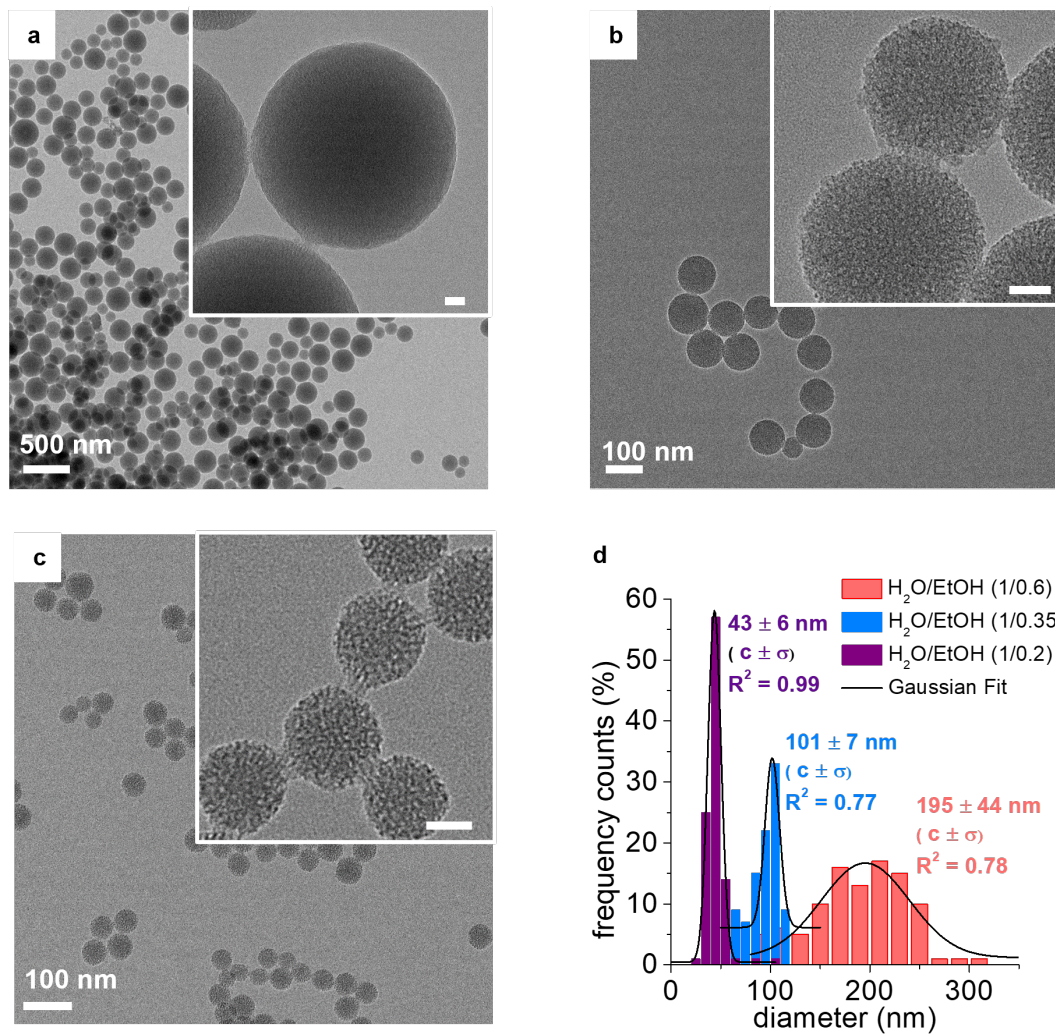 a
500 nm
b
100 nm
c
100 nm
d
H₂O/EtOH (1/0.6)
H₂O/EtOH (1/0.35
H₂O/EtOH (1/0.2)
Gaussian Fit
43 ± 6 nm
( c ± σ)
R² = 0.99
101 ± 7 nm
( c ± σ)
R² = 0.77
195 ± 44 nm
( c ± σ)
R² = 0.78
frequency counts (%)
60
50
40
30
20
10
0
0 100 200 300
diameter (nm)